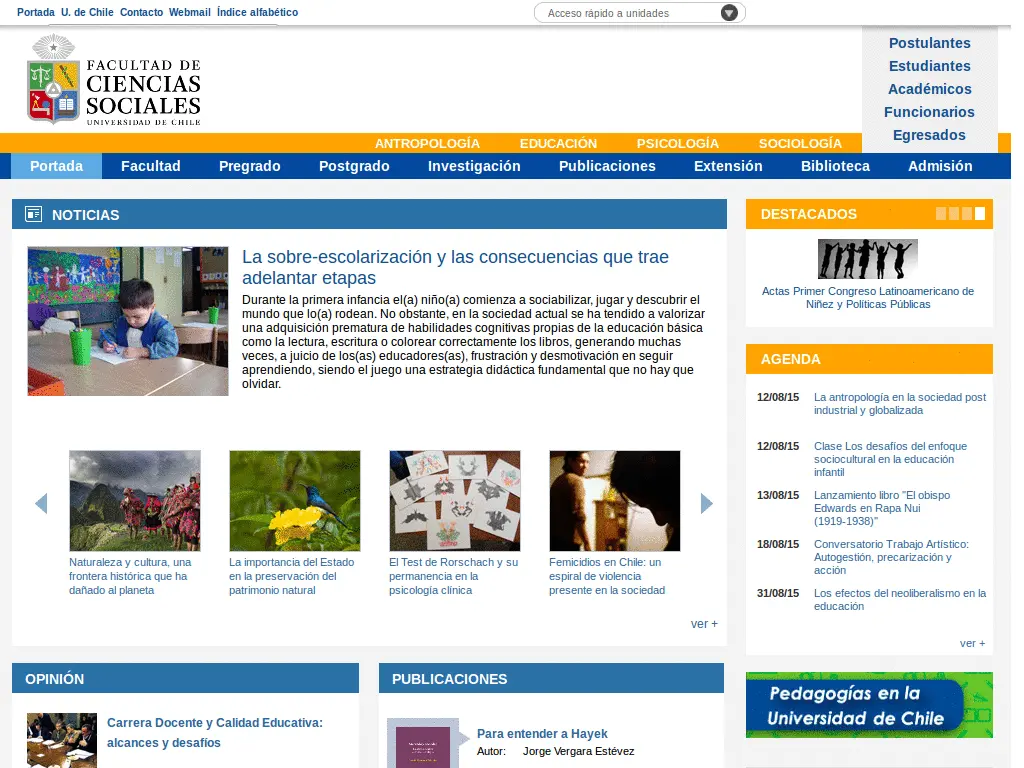 Portada U. de Chile Contacto Webmail Índice alfabético
Acceso rápido a unidades
FACULTAD DE
CIENCIAS
SOCIALES
UNIVERSIDAD DE CHILE
Postulantes
Estudiantes
Académicos
Funcionarios
Egresados
ANTROPOLOGÍA EDUCACIÓN PSICOLOGÍA SOCIOLOGÍA
Portada Facultad Pregrado Postgrado Investigación Publicaciones Extensión Biblioteca Admisión
NOTICIAS
La sobre-escolarización y las consecuencias que trae
adelantar etapas
Durante la primera infancia el(a) niño(a) comienza a sociabilizar, jugar y descubrir el
mundo que lo(a) rodean. No obstante, en la sociedad actual se ha tendido a valorizar
una adquisición prematura de habilidades cognitivas propias de la educación básica
como la lectura, escritura o colorear correctamente los libros, generando muchas
veces, a juicio de los(as) educadores(as), frustración y desmotivación en seguir
aprendiendo, siendo el juego una estrategia didáctica fundamental que no hay que
olvidar.
Naturaleza y cultura, una
frontera histórica que ha
dañado al planeta
La importancia del Estado
en la preservación del
patrimonio natural
El Test de Rorschach y su
permanencia en la
psicología clínica
Femicidios en Chile: un
espiral de violencia
presente en la sociedad
ver +
DESTACADOS
Actas Primer Congreso Latinoamericano de
Niñez y Políticas Públicas
AGENDA
12/08/15 La antropología en la sociedad post
industrial y globalizada
12/08/15 Clase Los desafíos del enfoque
sociocultural en la educación
infantil
13/08/15 Lanzamiento libro "El obispo
Edwards en Rapa Nui
(1919-1938)"
18/08/15 Conversatorio Trabajo Artístico:
Autogestión, precarización y
acción
31/08/15 Los efectos del neoliberalismo en la
educación
ver +
OPINIÓN
Carrera Docente y Calidad Educativa:
alcances y desafíos
PUBLICACIONES
Para entender a Hayek
Autor: Jorge Vergara Estévez
Pedagogías en la
Universidad de Chile